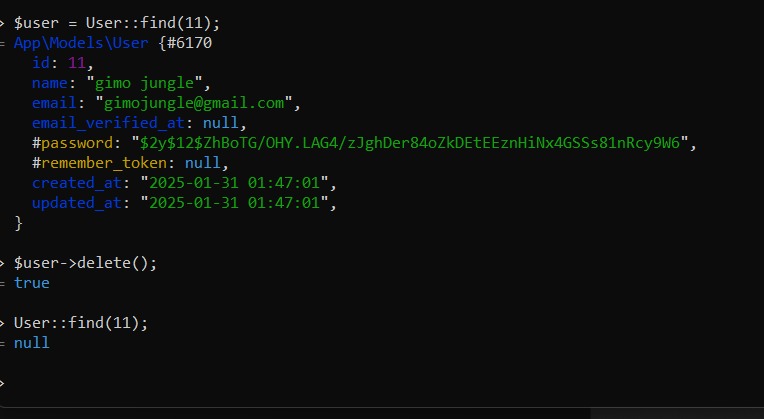 > $user = User::find(11);
= App\Models\User {#6170
id: 11,
name: "gimo jungle",
email: "gimojungle@gmail.com",
email_verified_at: null,
#password: "$2y$12$ZhBoTG/OHY.LAG4/zJghDer84oZkDEtEEznHiNx4GSSs81nRcy9W6",
#remember_token: null,
created_at: "2025-01-31 01:47:01",
updated_at: "2025-01-31 01:47:01",
}
> $user->delete();
= true
> User::find(11);
= null
>